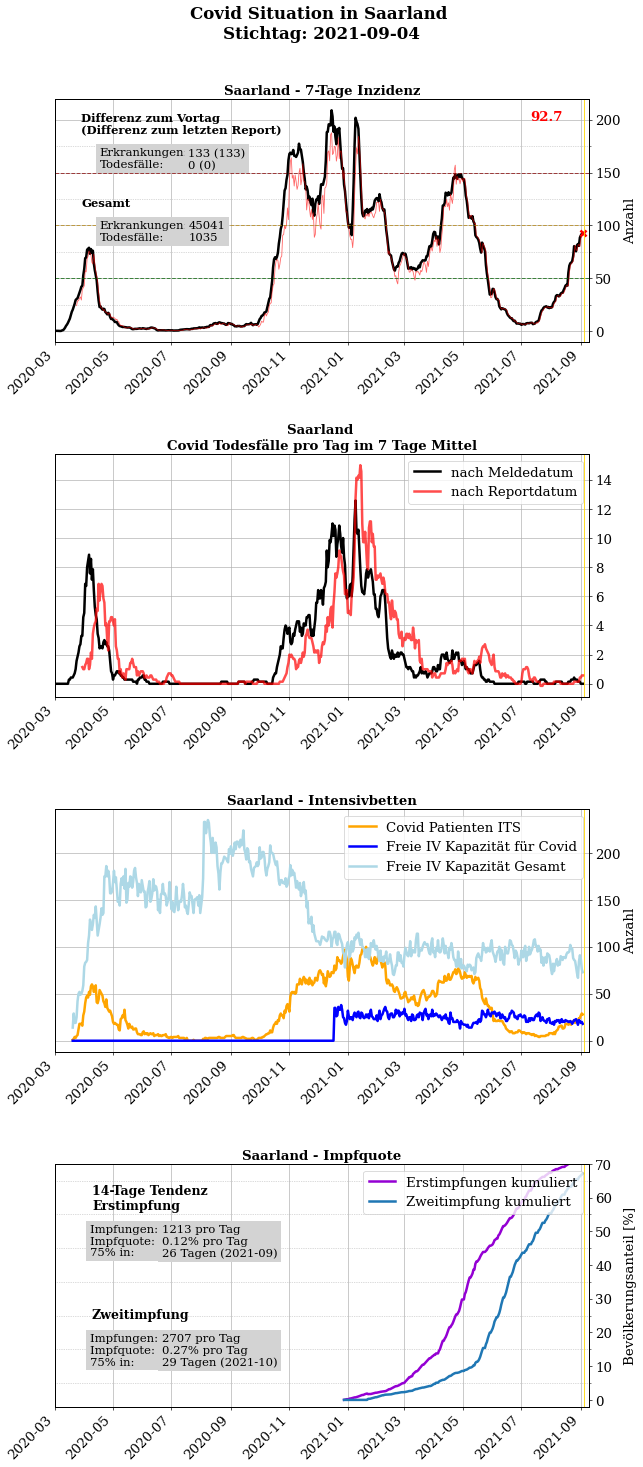 Covid Situation in Saarland
Stichtag: 2021-09-04
Saarland - 7-Tage Inzidenz
Differenz zum Vortag
(Differenz zum letzten Report)
Erkrankungen 133 (133)
Todesfälle: 0 (0)
Gesamt
Erkrankungen 45041
Todesfälle: 1035
92.7
200
150
100
50
0
Anzahl
2020-03
2020-05
2020-07
2020-09
2020-11
2021-01
2021-03
2021-05
2021-07
2021-09
Saarland
Covid Todesfälle pro Tag im 7 Tage Mittel
nach Meldedatum
nach Reportdatum
14
12
10
8
6
4
2
0
2020-03
2020-05
2020-07
2020-09
2020-11
2021-01
2021-03
2021-05
2021-07
2021-09
Saarland - Intensivbetten
Covid Patienten ITS
Freie IV Kapazität für Covid
Freie IV Kapazität Gesamt
200
150
100
50
0
Anzahl
2020-03
2020-05
2020-07
2020-09
2020-11
2021-01
2021-03
2021-05
2021-07
2021-09
Saarland - Impfquote
14-Tage Tendenz
Erstimpfung
Impfungen: 1213 pro Tag
Impfquote: 0.12% pro Tag
75% in: 26 Tagen (2021-09)
Zweitimpfung
Impfungen: 2707 pro Tag
Impfquote: 0.27% pro Tag
75% in: 29 Tagen (2021-10)
Erstimpfungen kumuliert
Zweitimpfung kumuliert
70
60
50
40
30
20
10
0
Bevölkerungsanteil [%]
2020-03
2020-05
2020-07
2020-09
2020-11
2021-01
2021-03
2021-05
2021-07
2021-09